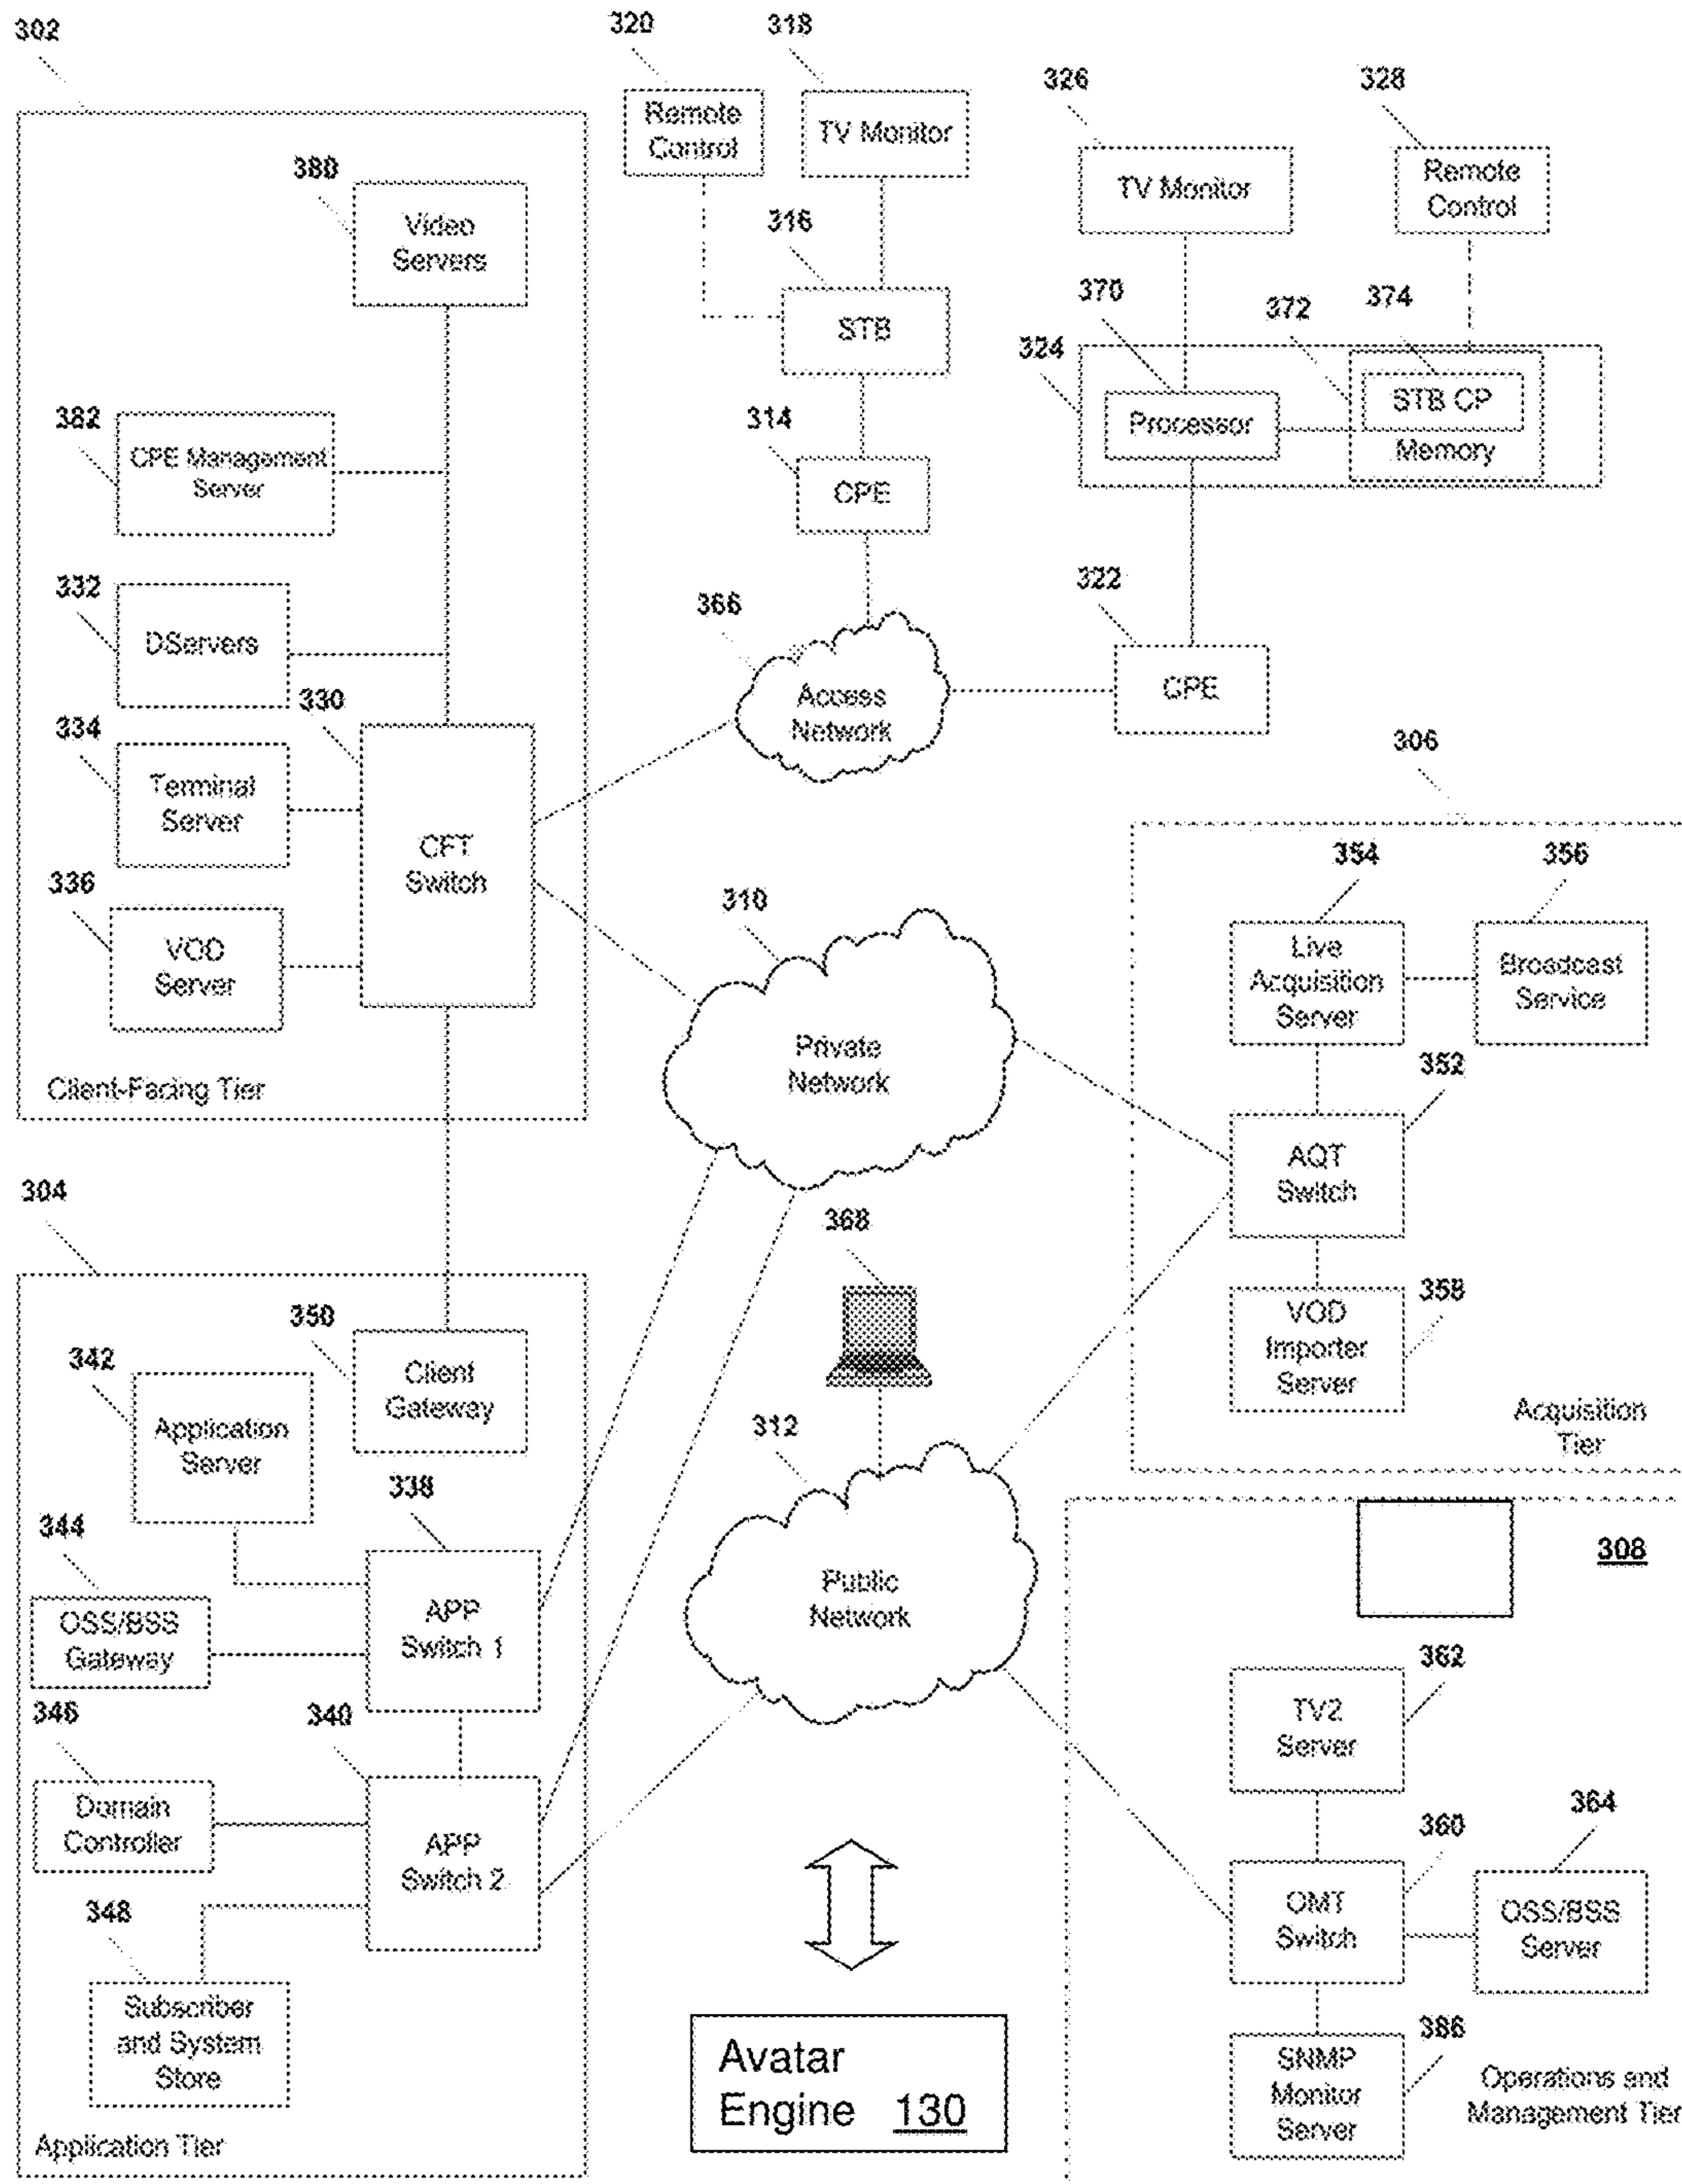 302
320
318
326
328
Remote
Control
TV Monitor
TV Monitor
Remote
Control
380
Video
Servers
316
STB
370
372
374
324
Processor
STB CP
Memory
382
CPE Management
Server
314
CPE
332
DServers
366
Access
Network
322
CPE
330
334
Terminal
Server
CFT
Switch
336
VOD
Server
Client-Facing Tier
306
354
356
Live
Acquisition
Server
Broadcast
Service
310
Private
Network
352
AQT
Switch
358
VOD
Importer
Server
Acquisition
Tier
304
368
350
Client
Gateway
342
Application
Server
312
Public
Network
338
344
OSS/BSS
Gateway
APP
Switch 1
346
340
Domain
Controller
APP
Switch 2
348
Subscriber
and System
Store
Application Tier
308
362
TV2
Server
360
364
OMT
Switch
OSS/BSS
Server
386
SNMP
Monitor
Server
Operations and
Management Tier
Avatar
Engine 130